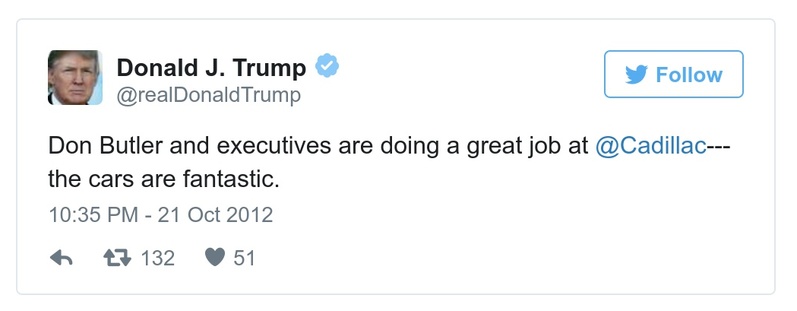 Donald J. Trump
@realDonaldTrump
Follow
Don Butler and executives are doing a great job at @Cadillac---
the cars are fantastic.
10:35 PM - 21 Oct 2012
132 51